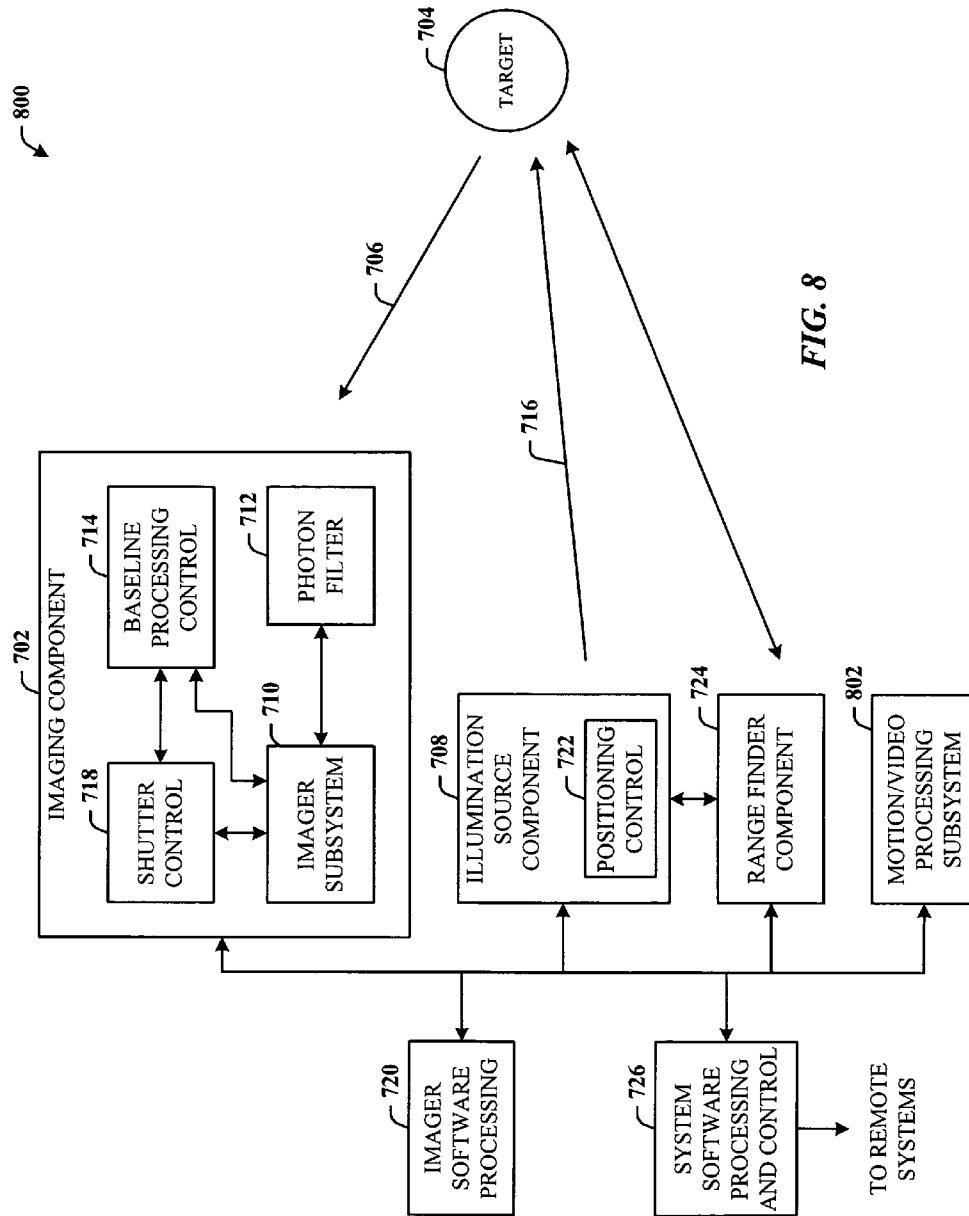 800
702
IMAGING COMPONENT
718
SHUTTER
CONTROL
714
BASELINE
PROCESSING
CONTROL
710
IMAGER
SUBSYSTEM
712
PHOTON
FILTER
706
704
TARGET
720
IMAGER
SOFTWARE
PROCESSING
708
ILLUMINATION
SOURCE
COMPONENT
722
POSITIONING
CONTROL
716
726
SYSTEM
SOFTWARE
PROCESSING
AND CONTROL
724
RANGE FINDER
COMPONENT
802
MOTION/VIDEO
PROCESSING
SUBSYSTEM
TO REMOTE
SYSTEMS
FIG. 8